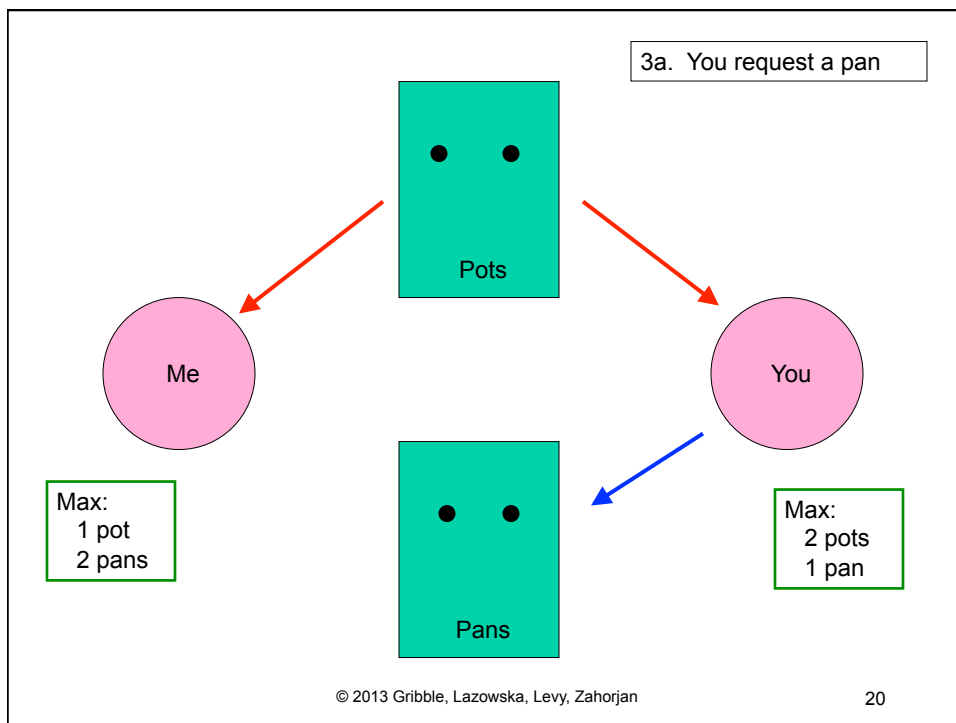 3a. You request a pan
Pots
Me
You
Max:
1 pot
2 pans
Max:
2 pots
1 pan
Pans
© 2013 Gribble, Lazowska, Levy, Zahorjan
20